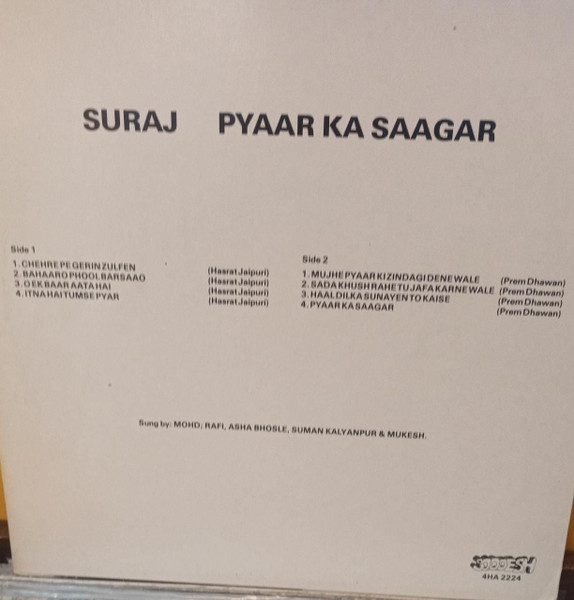 SURAJ PYAAR KA SAAGAR
Side 1
1. CHEHRE PE GERIN ZULFEN (Hasrat Jaipuri)
2. BAHAARO PHOOL BARSAAO (Hasrat Jaipuri)
3. O EK BAAR AATA HAI (Hasrat Jaipuri)
4. ITNA HAI TUMSE PYAR (Hasrat Jaipuri)
Side 2
1. MUJHE PYAAR KI ZINDAGI DENE WALE (Prem Dhawan)
2. SADA KHUSH RAHE TU JAFA KARNE WALE (Prem Dhawan)
3. HAAL DIL KA SUNAYEN TO KAISE (Prem Dhawan)
4. PYAAR KA SAAGAR (Prem Dhawan)
Sung by: MOHD; RAFI, ASHA BHOSLE, SUMAN KALYANPUR & MUKESH.
4HA 2224